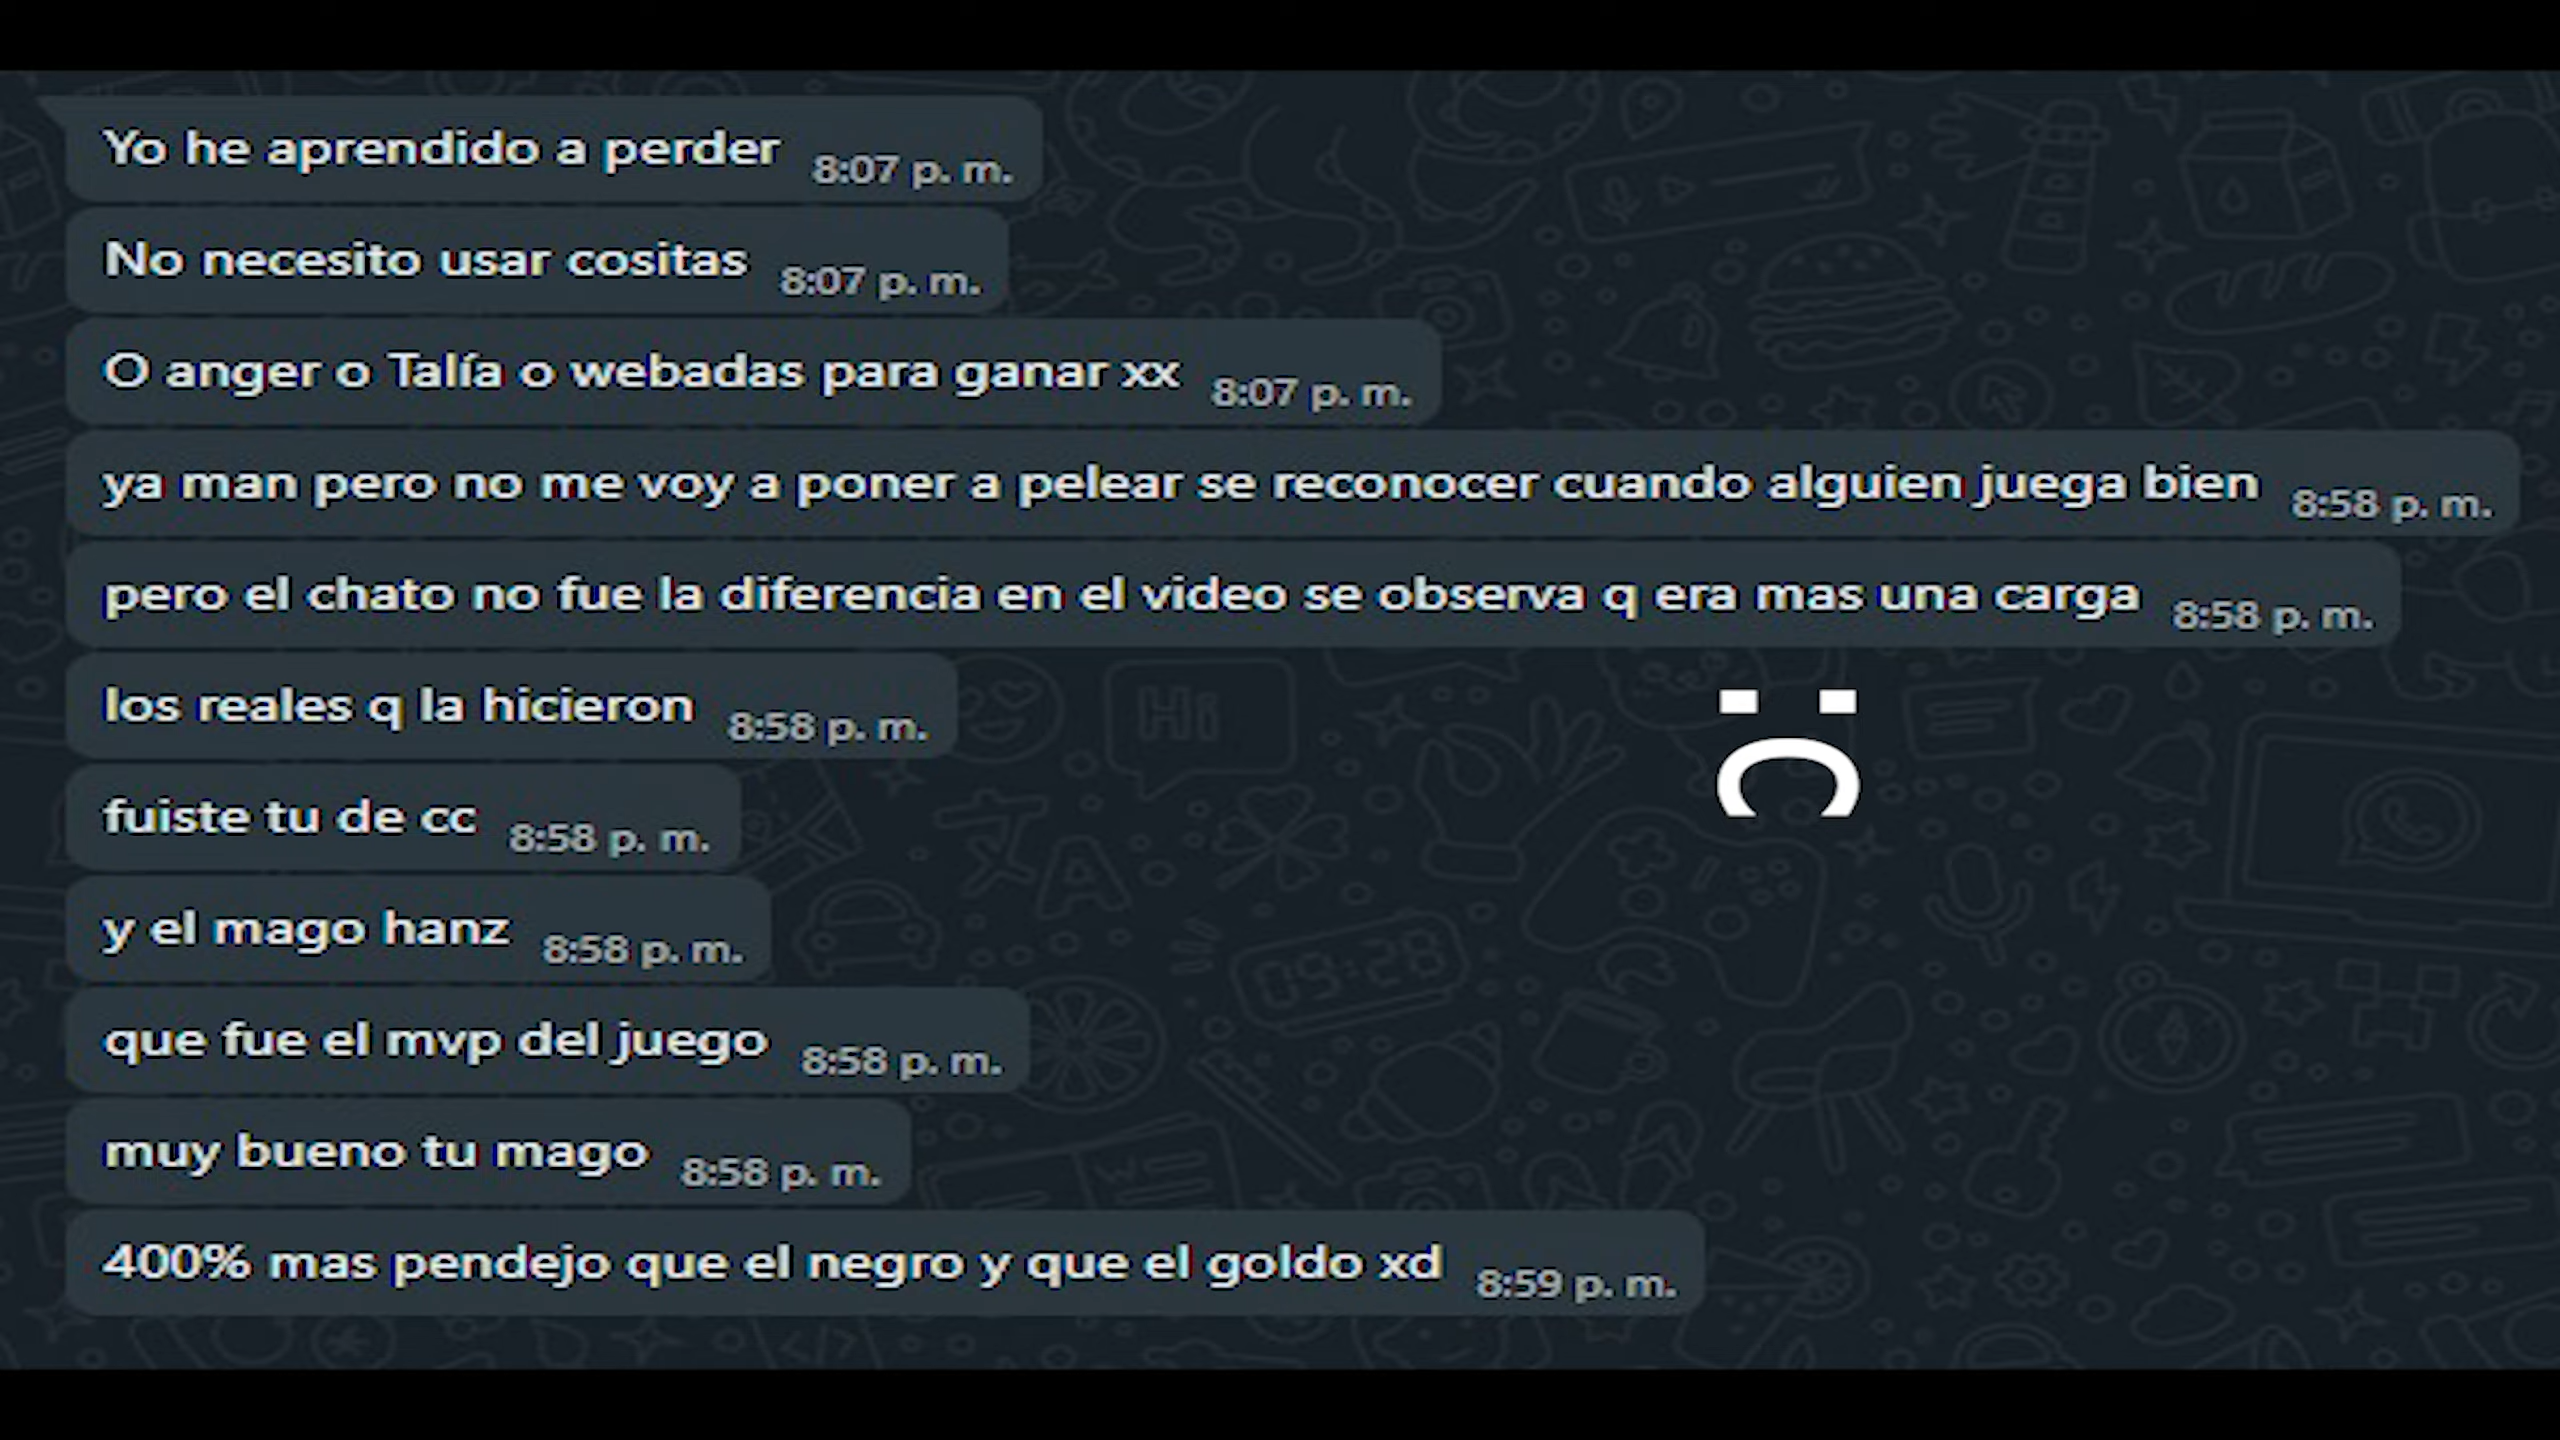 Yo he aprendido a perder 8:07 p. m.
No necesito usar cositas 8:07 p. m.
O anger o Talía o webadas para ganar xx 8:07 p. m.
ya man pero no me voy a poner a pelear se reconocer cuando alguien juega bien 8:58 p. m.
pero el chato no fue la diferencia en el video se observa q era mas una carga 8:58 p. m.
los reales q la hicieron 8:58 p. m.
:C
fuiste tu de cc 8:58 p. m.
y el mago hanz 8:58 p. m.
que fue el mvp del juego 8:58 p. m.
muy bueno tu mago 8:58 p. m.
400% mas pendejo que el negro y que el goldo xd 8:59 p. m.